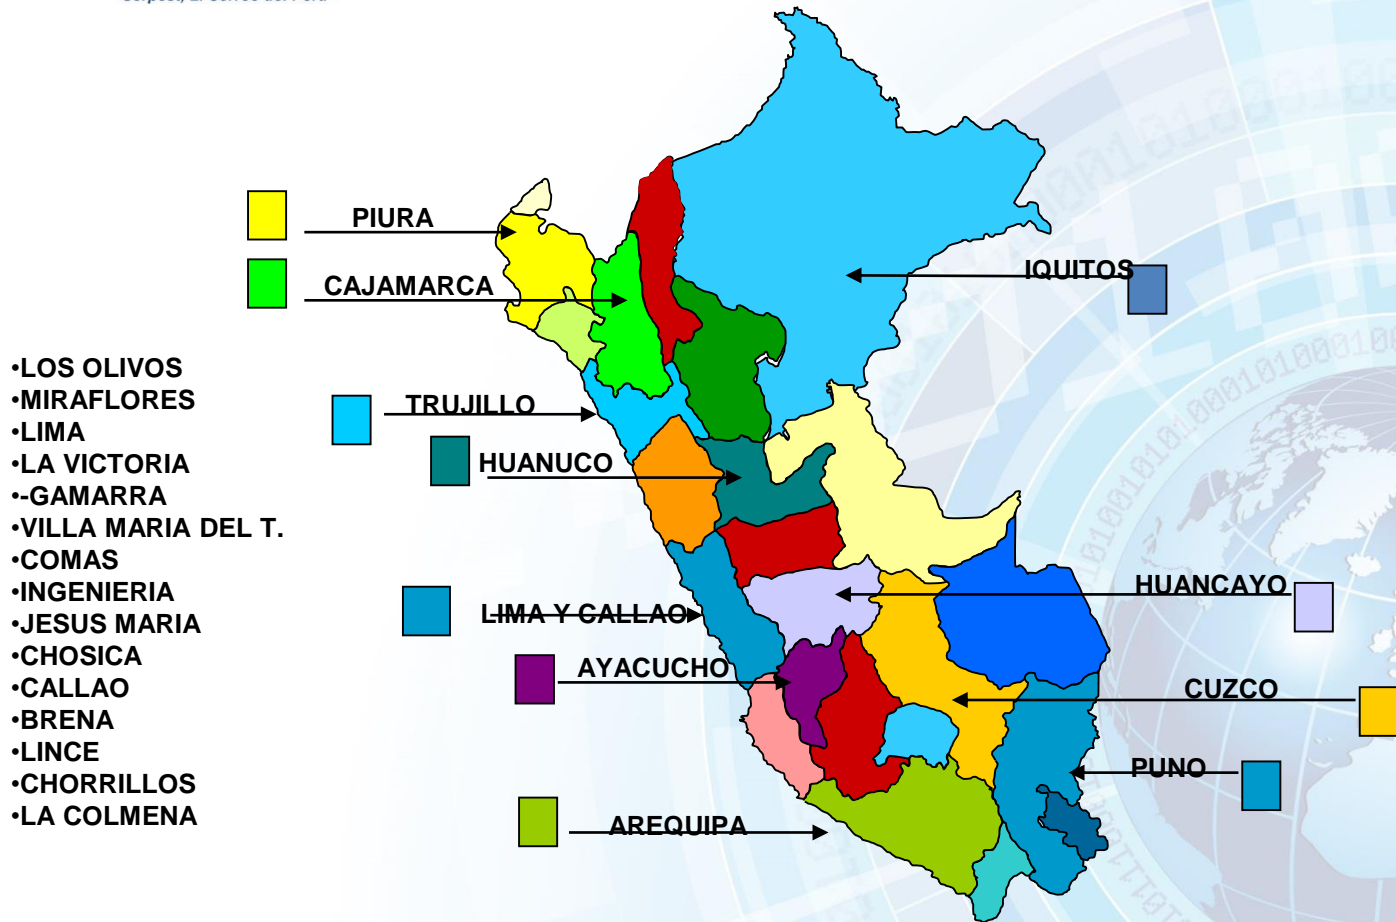 PIURA
CAJAMARCA
IQUITOS
•LOS OLIVOS
•MIRAFLORES
•LIMA
•LA VICTORIA
•-GAMARRA
•VILLA MARIA DEL T.
•COMAS
•INGENIERIA
•JESUS MARIA
•CHOSICA
•CALLAO
•BRENA
•LINCE
•CHORRILLOS
•LA COLMENA
TRUJILLO
HUANUCO
HUANCAYO
LIMA Y CALLAO
AYACUCHO
CUZCO
PUNO
AREQUIPA